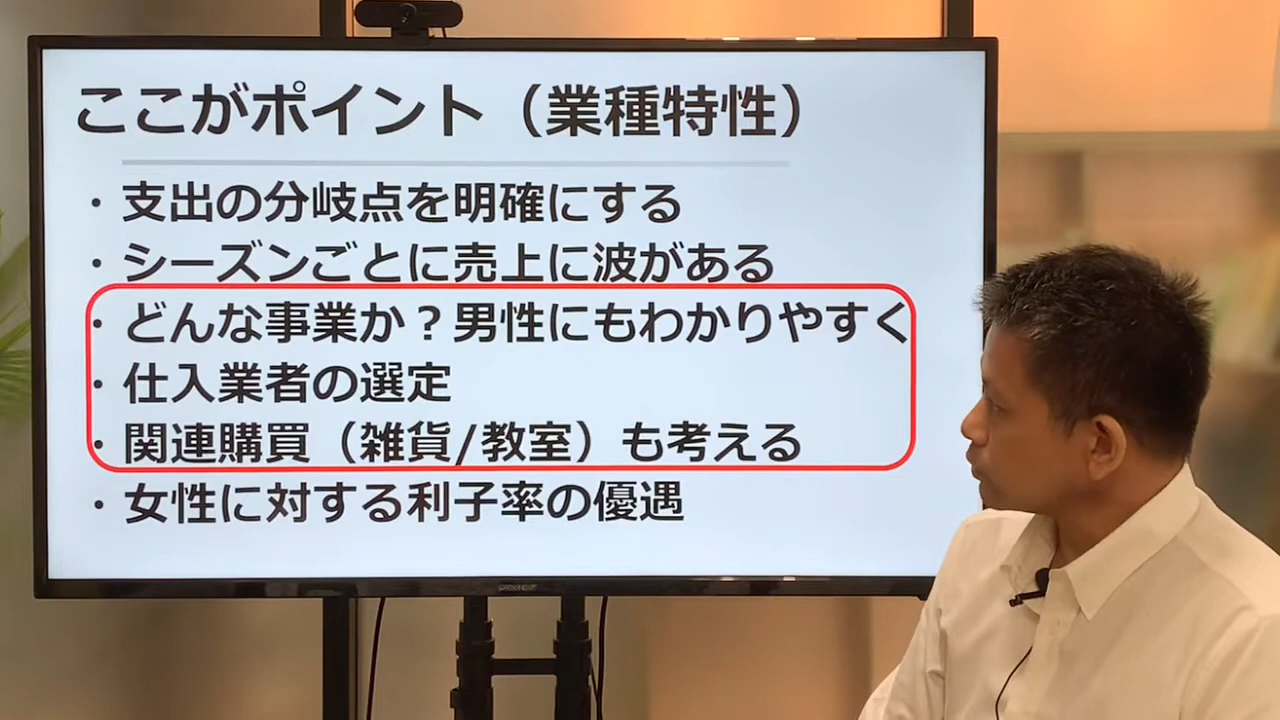 ここがポイント（業種特性）
・支出の分岐点を明確にする
・シーズンごとに売上に波がある
・どんな事業か？男性にもわかりやすく
・仕入業者の選定
・関連購買（雑貨/教室）も考える
・女性に対する利子率の優遇